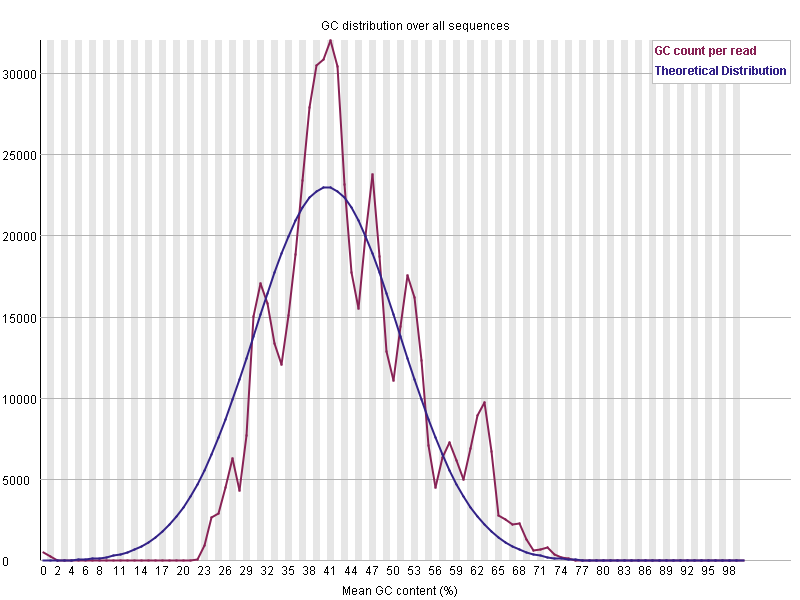 GC distribution over all sequences
GC count per read
Theoretical Distribution
30000
25000
20000
15000
10000
5000
0
0 2 4 6 8 11 14 17 20 23 26 29 32 35 38 41 44 47 50 53 56 59 62 65 68 71 74 77 80 83 86 89 92 95 98
Mean GC content (%)